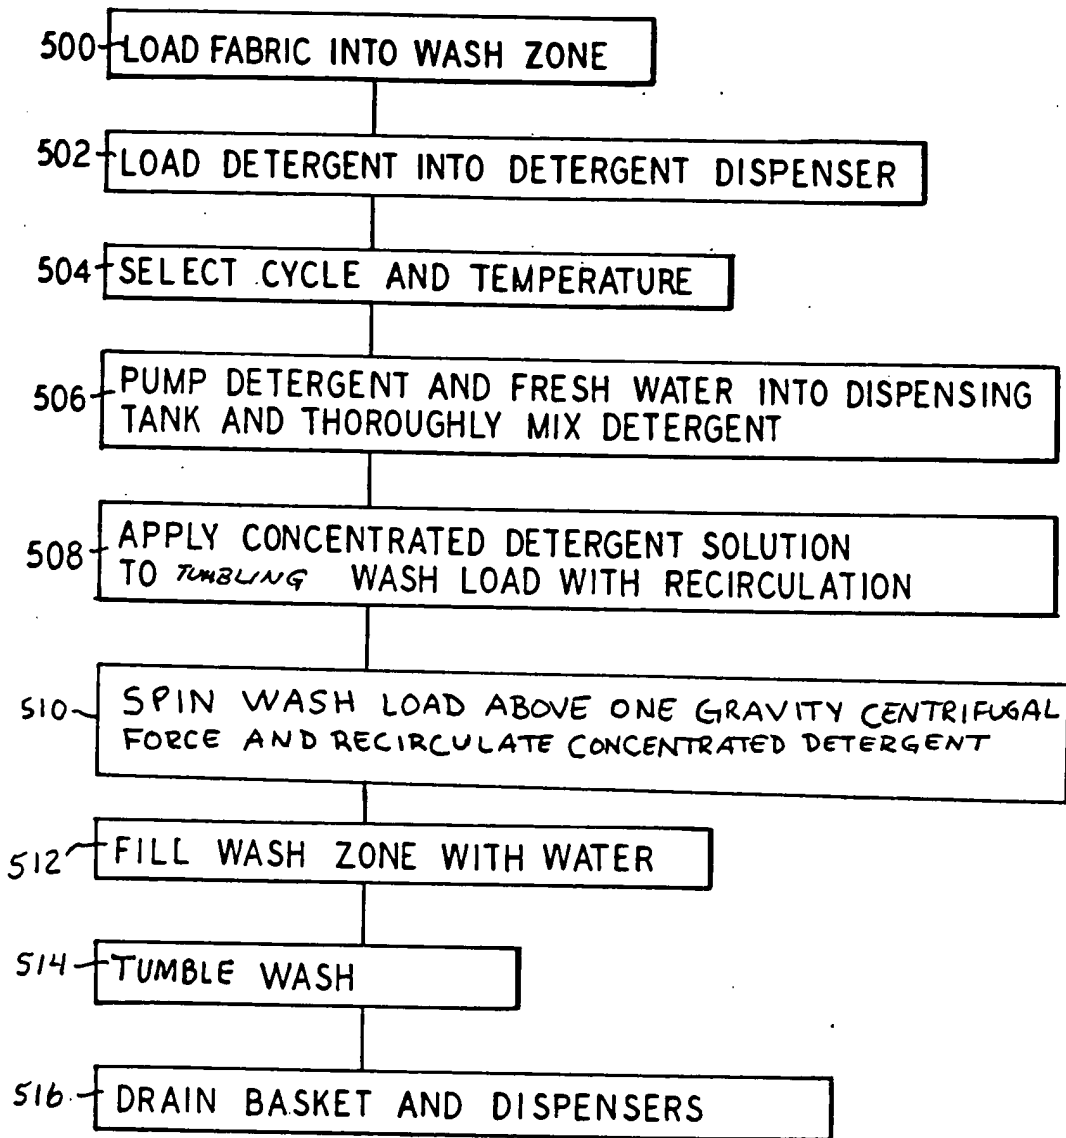 500 LOAD FABRIC INTO WASH ZONE
502 LOAD DETERGENT INTO DETERGENT DISPENSER
504 SELECT CYCLE AND TEMPERATURE
506 PUMP DETERGENT AND FRESH WATER INTO DISPENSING
TANK AND THOROUGHLY MIX DETERGENT
508 APPLY CONCENTRATED DETERGENT SOLUTION
TO TUMBLING WASH LOAD WITH RECIRCULATION
510 SPIN WASH LOAD ABOVE ONE GRAVITY CENTRIFUGAL
FORCE AND RECIRCULATE CONCENTRATED DETERGENT
512 FILL WASH ZONE WITH WATER
514 TUMBLE WASH
516 DRAIN BASKET AND DISPENSERS